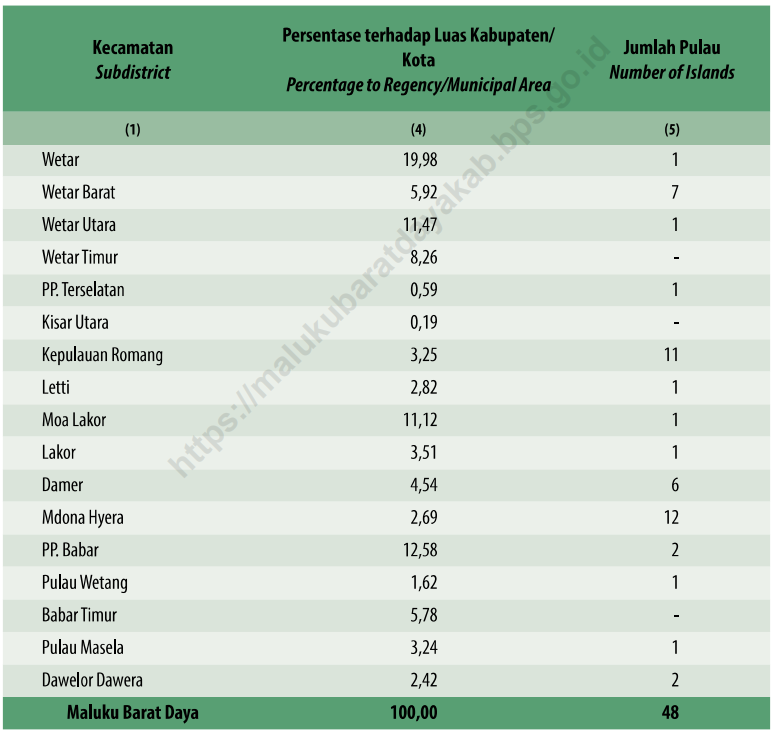 Kecamatan
Subdistrict
Persentase terhadap Luas Kabupaten/
Kota
Percentage to Regency/Municipal Area
Jumlah Pulau
Number of Islands
(1) (4) (5)
Wetar 19,98 1
Wetar Barat 5,92 7
Wetar Utara 11,47 1
Wetar Timur 8,26 -
PP. Terselatan 0,59 1
Kisar Utara 0,19 -
Kepulauan Romang 3,25 11
Letti 2,82 1
Moa Lakor 11,12 1
Lakor 3,51 1
Damer 4,54 6
Mdona Hyera 2,69 12
PP. Babar 12,58 2
Pulau Wetang 1,62 1
Babar Timur 5,78 -
Pulau Masela 3,24 1
Dawelor Dawera 2,42 2
Maluku Barat Daya 100,00 48
https://malukubaratdayakab.bps.go.id